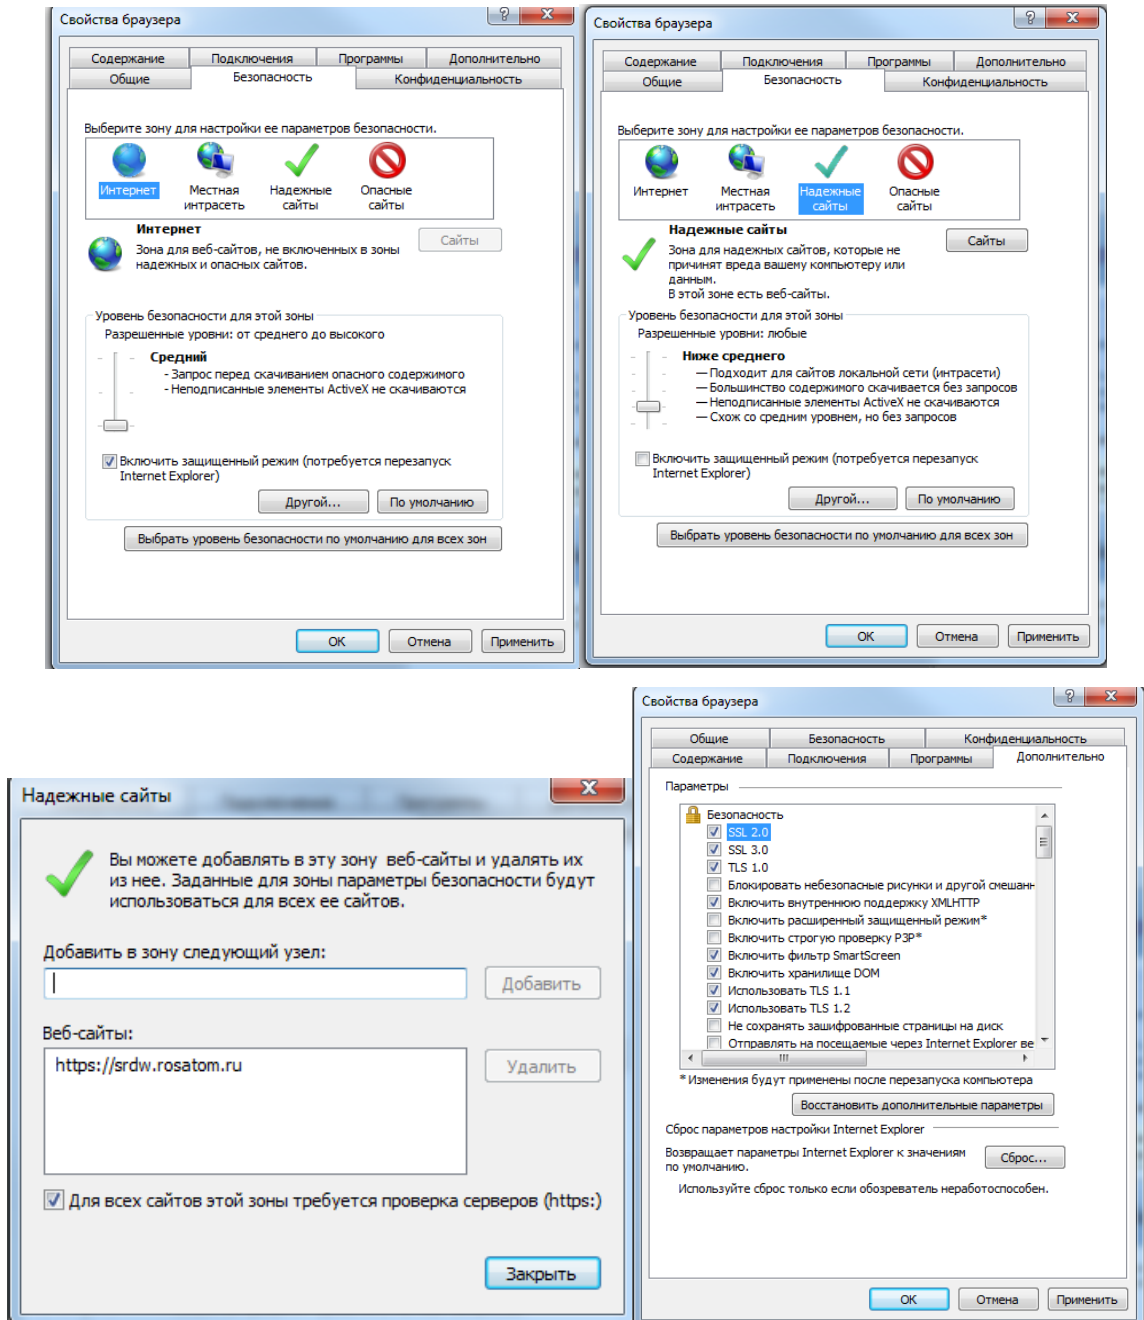 Свойства браузера
Содержание Подключения Программы Дополнительно
Общие Безопасность Конфиденциальность
Выберите зону для настройки ее параметров безопасности.
Интернет Местная интрасеть Надежные сайты Опасные сайты
Интернет
Зона для веб-сайтов, не включенных в зоны
надежных и опасных сайтов.
Сайты
Уровень безопасности для этой зоны
Разрешенные уровни: от среднего до высокого
Средний
- Запрос перед скачиванием опасного содержимого
- Неподписанные элементы ActiveX не скачиваются
Включить защищенный режим (потребуется перезапуск
Internet Explorer)
Другой... По умолчанию
Выбрать уровень безопасности по умолчанию для всех зон
OK Отмена Применить
Свойства браузера
Содержание Подключения Программы Дополнительно
Общие Безопасность Конфиденциальность
Выберите зону для настройки ее параметров безопасности.
Интернет Местная интрасеть Надежные сайты Опасные сайты
Надежные сайты
Зона для надежных сайтов, которые не
причинят вреда вашему компьютеру или
данным.
В этой зоне есть веб-сайты.
Сайты
Уровень безопасности для этой зоны
Разрешенные уровни: любые
Ниже среднего
— Подходит для сайтов локальной сети (интрасети)
— Большинство содержимого скачивается без запросов
— Неподписанные элементы ActiveX не скачиваются
— Схож со средним уровнем, но без запросов
Включить защищенный режим (потребуется перезапуск
Internet Explorer)
Другой... По умолчанию
Выбрать уровень безопасности по умолчанию для всех зон
OK Отмена Применить
Надежные сайты
Вы можете добавлять в эту зону веб-сайты и удалять их
из нее. Заданные для зоны параметры безопасности будут
использоваться для всех ее сайтов.
Добавить в зону следующий узел:
Добавить
Веб-сайты:
https://srdw.rosatom.ru
Удалить
Для всех сайтов этой зоны требуется проверка серверов (https:)
Закрыть
Свойства браузера
Общие Безопасность Конфиденциальность
Содержание Подключения Программы Дополнительно
Параметры
Безопасность
SSL 2.0
SSL 3.0
TLS 1.0
Блокировать небезопасные рисунки и другой смешанн
Включить внутреннюю поддержку XMLHTTP
Включить расширенный защищенный режим*
Включить строгую проверку P3P*
Включить фильтр SmartScreen
Включить хранилище DOM
Использовать TLS 1.1
Использовать TLS 1.2
Не сохранять зашифрованные страницы на диск
Отправлять на посещаемые через Internet Explorer ве
*Изменения будут применены после перезапуска компьютера
Восстановить дополнительные параметры
Сброс параметров настройки Internet Explorer
Возвращает параметры Internet Explorer к значениям
по умолчанию.
Сброс...
Используйте сброс только если обозреватель неработоспособен.
OK Отмена Применить